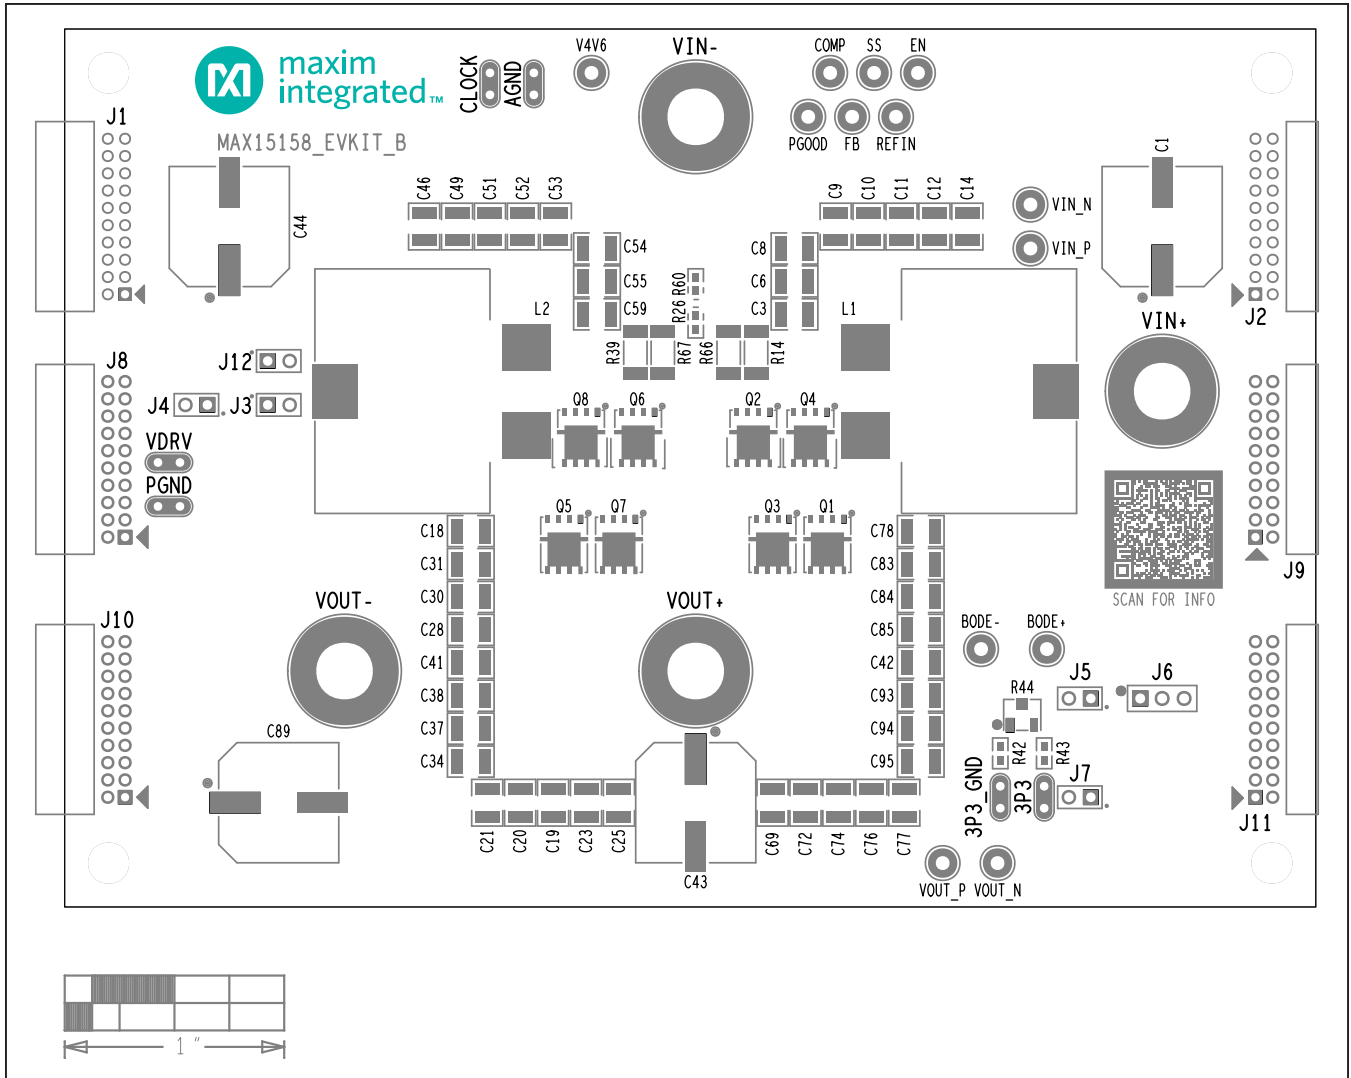 maxim
integrated™
MAX15158_EVKIT_B
CLOCK
AGND
V4V6
VIN-
COMP
SS
EN
PGOOD
FB
REFIN
J1
C44
C46
C49
C51
C52
C53
C9
C10
C11
C12
C14
VIN_N
VIN_P
C1
J2
C54
C55
C59
C8
C6
C3
R60
R26
L2
L1
VIN+
R39
R67
R66
R14
J8
J12
J4
J3
VDRV
PGND
Q8
Q6
Q2
Q4
Q5
Q7
Q3
Q1
J9
SCAN FOR INFO
C18
C31
C30
C28
C41
C38
C37
C34
C78
C83
C84
C85
C42
C93
C94
C95
VOUT-
VOUT+
J10
BODE-
BODE+
J5
J6
R44
R42
R43
C89
3P3_GND
3P3
J7
J11
C21
C20
C19
C23
C25
C69
C72
C74
C76
C77
C43
VOUT_P
VOUT_N
1 "